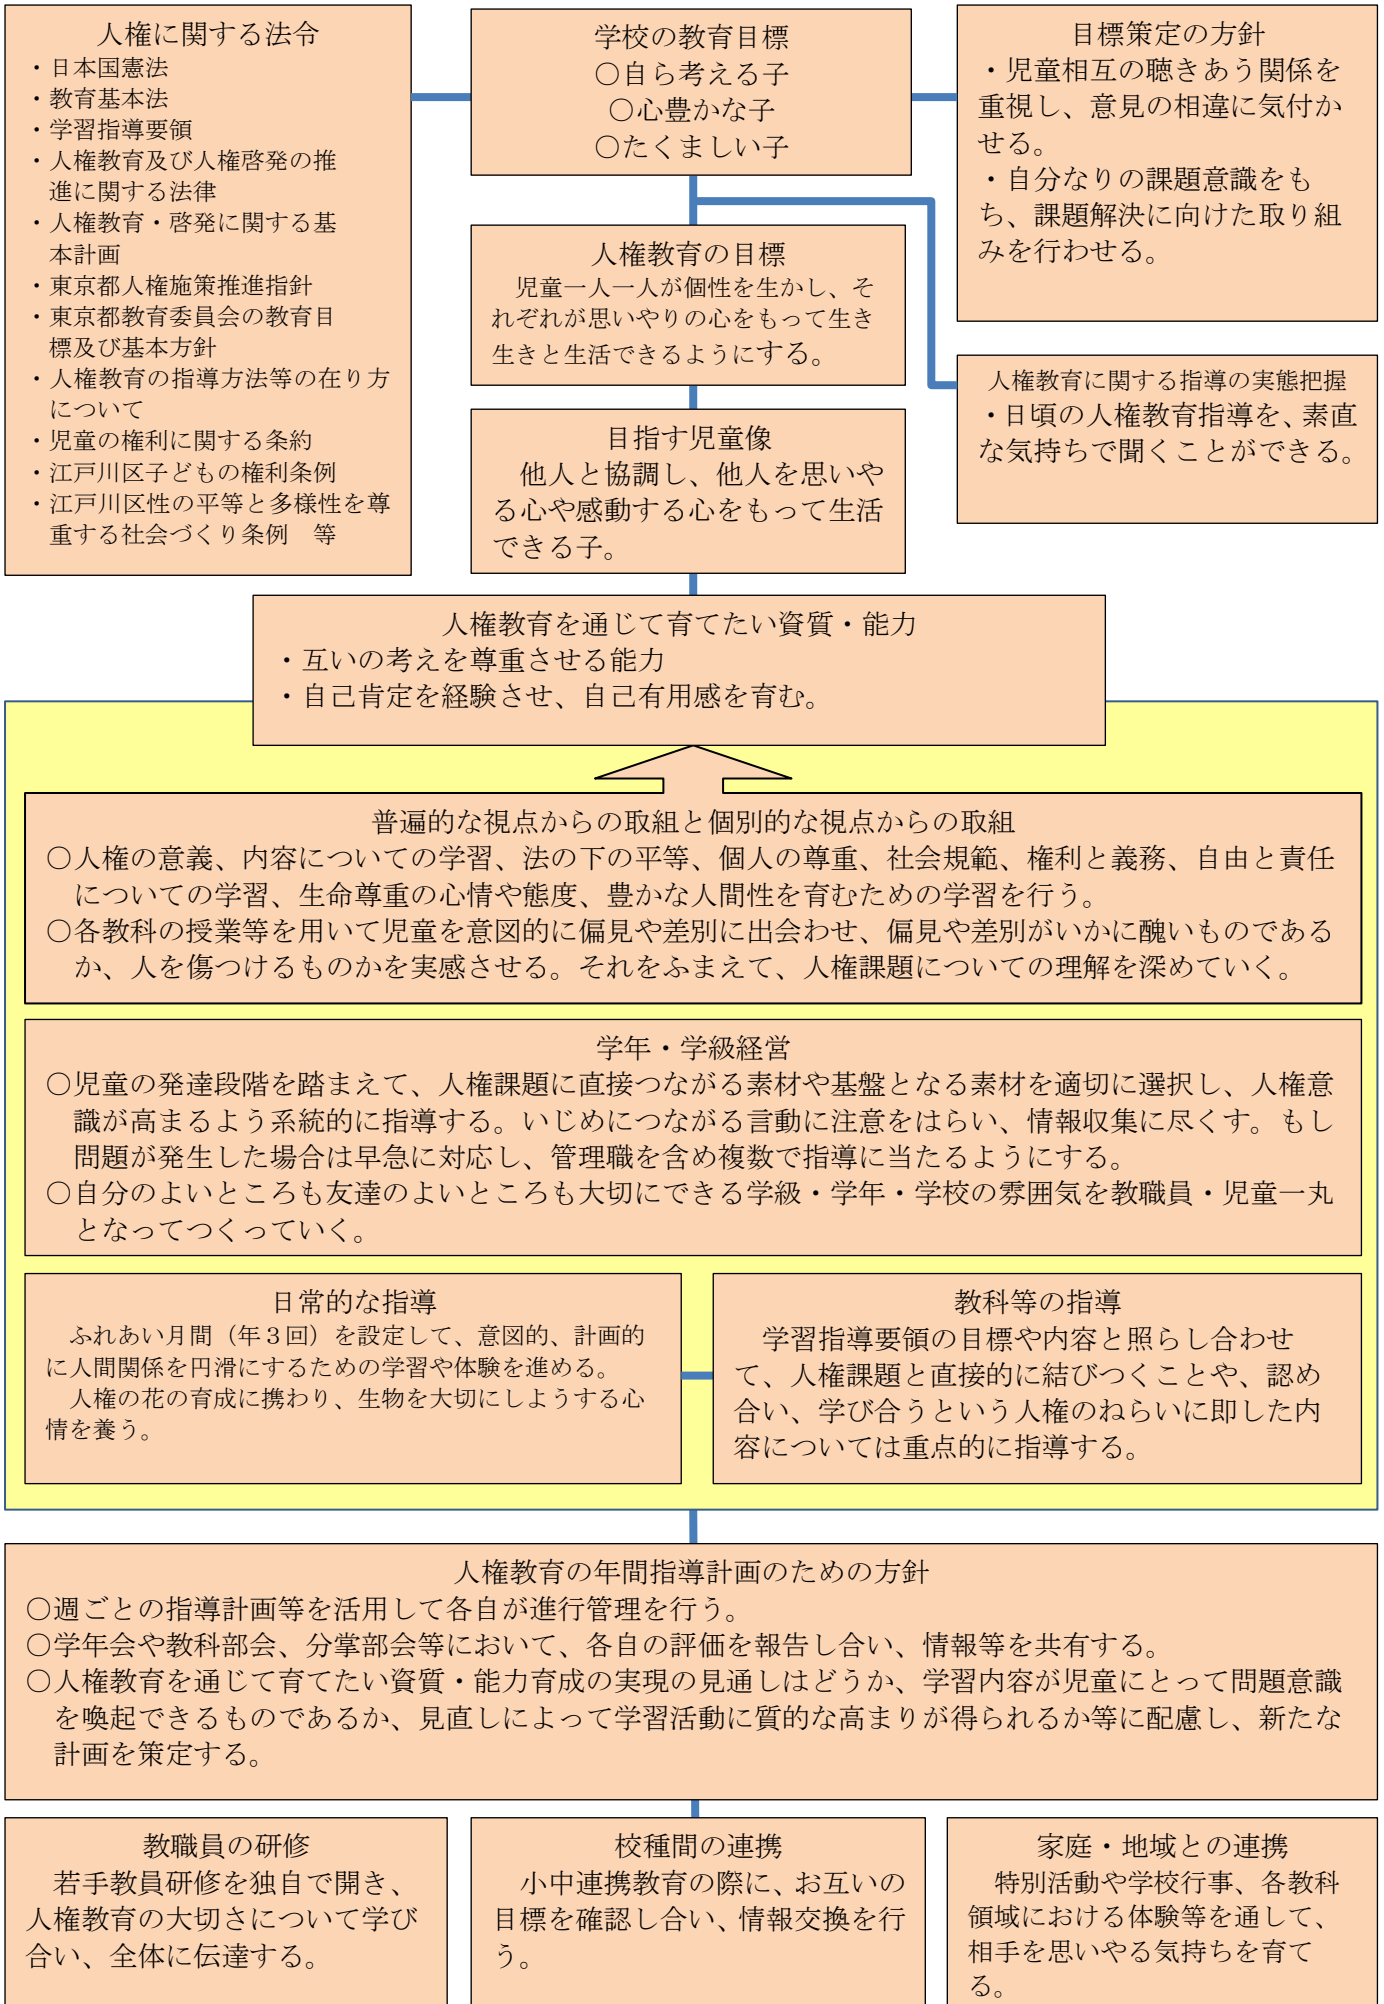 人権に関する法令
・日本国憲法
・教育基本法
・学習指導要領
・人権教育及び人権啓発の推
進に関する法律
・人権教育・啓発に関する基
本計画
・東京都人権施策推進指針
・東京都教育委員会の教育目
標及び基本方針
・人権教育の指導方法等の在り方
について
・児童の権利に関する条約
・江戸川区子どもの権利条例
・江戸川区性の平等と多様性を尊
重する社会づくり条例　等
学校の教育目標
○自ら考える子
○心豊かな子
○たくましい子
目標策定の方針
・児童相互の聴きあう関係を
重視し、意見の相違に気付か
せる。
・自分なりの課題意識をも
ち、課題解決に向けた取り組
みを行わせる。
人権教育の目標
児童一人一人が個性を生かし、そ
れぞれが思いやりの心をもって生き
生きと生活できるようにする。
人権教育に関する指導の実態把握
・日頃の人権教育指導を、素直
な気持ちで聞くことができる。
目指す児童像
他人と協調し、他人を思いや
る心や感動する心をもって生活
できる子。
人権教育を通じて育てたい資質・能力
・互いの考えを尊重させる能力
・自己肯定を経験させ、自己有用感を育む。
普遍的な視点からの取組と個別的な視点からの取組
○人権の意義、内容についての学習、法の下の平等、個人の尊重、社会規範、権利と義務、自由と責任
についての学習、生命尊重の心情や態度、豊かな人間性を育むための学習を行う。
○各教科の授業等を用いて児童を意図的に偏見や差別に出会わせ、偏見や差別がいかに醜いものである
か、人を傷つけるものかを実感させる。それをふまえて、人権課題についての理解を深めていく。
学年・学級経営
○児童の発達段階を踏まえて、人権課題に直接つながる素材や基盤となる素材を適切に選択し、人権意
識が高まるよう系統的に指導する。いじめにつながる言動に注意をはらい、情報収集に尽くす。もし
問題が発生した場合は早急に対応し、管理職を含め複数で指導に当たるようにする。
○自分のよいところも友達のよいところも大切にできる学級・学年・学校の雰囲気を教職員・児童一丸
となってつくっていく。
日常的な指導
ふれあい月間（年３回）を設定して、意図的、計画的
に人間関係を円滑にするための学習や体験を進める。
人権の花の育成に携わり、生物を大切にしようする心
情を養う。
教科等の指導
学習指導要領の目標や内容と照らし合わせ
て、人権課題と直接的に結びつくことや、認め
合い、学び合うという人権のねらいに即した内
容については重点的に指導する。
人権教育の年間指導計画のための方針
○週ごとの指導計画等を活用して各自が進行管理を行う。
○学年会や教科部会、分掌部会等において、各自の評価を報告し合い、情報等を共有する。
○人権教育を通じて育てたい資質・能力育成の実現の見通しはどうか、学習内容が児童にとって問題意識
を喚起できるものであるか、見直しによって学習活動に質的な高まりが得られるか等に配慮し、新たな
計画を策定する。
教職員の研修
若手教員研修を独自で開き、
人権教育の大切さについて学び
合い、全体に伝達する。
校種間の連携
小中連携教育の際に、お互いの
目標を確認し合い、情報交換を行
う。
家庭・地域との連携
特別活動や学校行事、各教科
領域における体験等を通して、
相手を思いやる気持ちを育て
る。